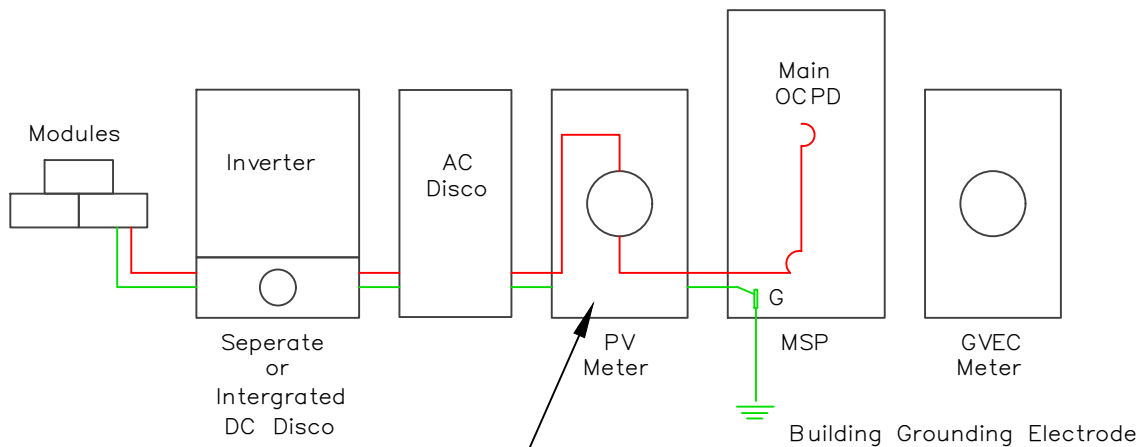 Modules
Inverter
Seperate
or
Intergrated
DC Disco
AC
Disco
PV
Meter
Main
OCPD
G
MSP
GVEC
Meter
Building Grounding Electrode